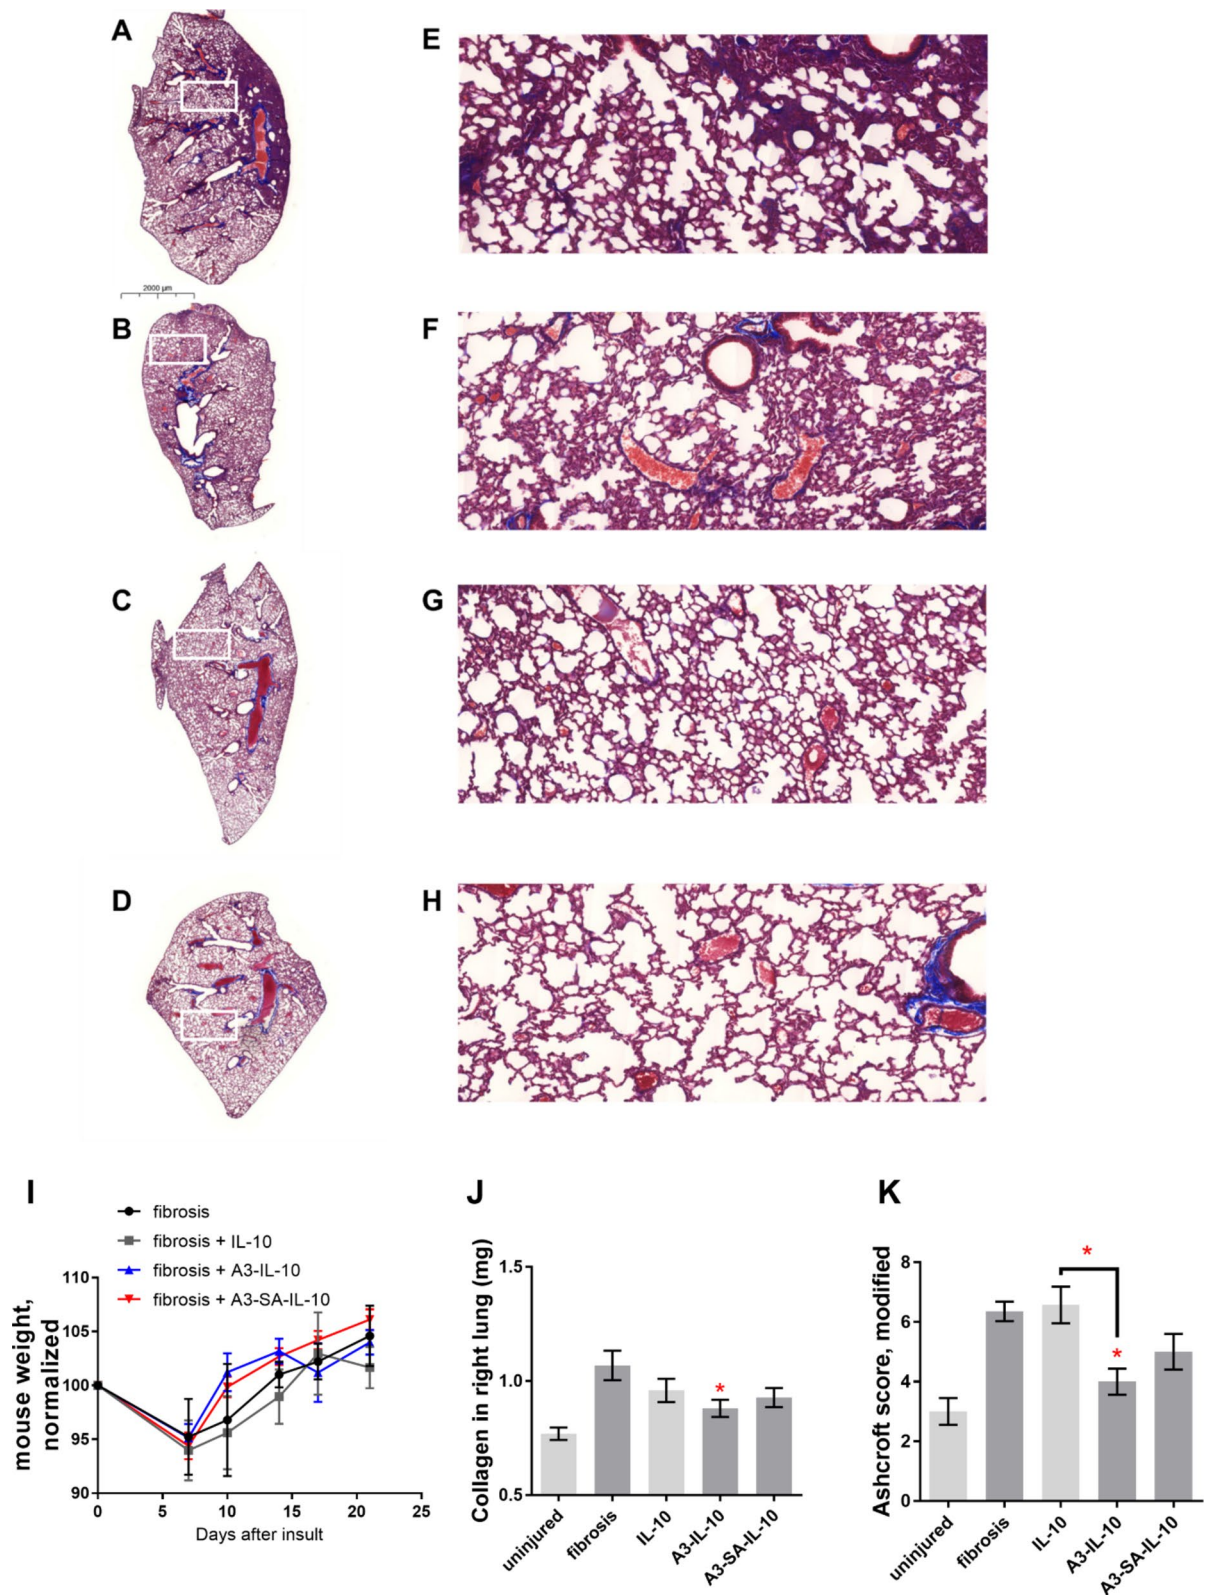 A
E
2000 µm
B
F
C
G
D
H
I
fibrosis
fibrosis + IL-10
fibrosis + A3-IL-10
fibrosis + A3-SA-IL-10
mouse weight,
normalized
110
105
100
95
90
0
5
10
15
20
25
Days after insult
J
Collagen in right lung (mg)
1.5
1.0
0.5
*
uninjured
fibrosis
IL-10
A3-IL-10
A3-SA-IL-10
K
Ashcroft score, modified
8
6
4
2
0
*
*
uninjured
fibrosis
IL-10
A3-IL-10
A3-SA-IL-10